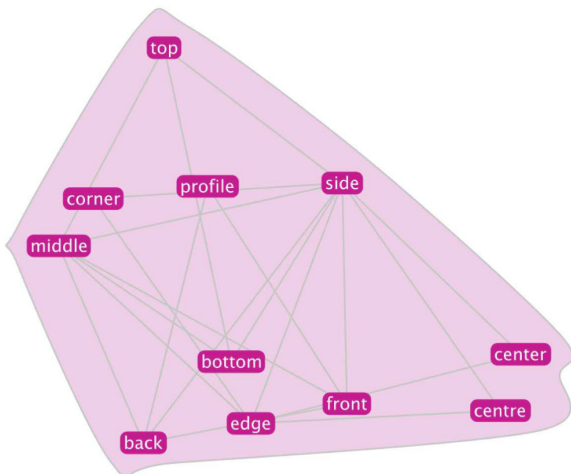 top
side
profile
corner
middle
center
bottom
front
centre
edge
back